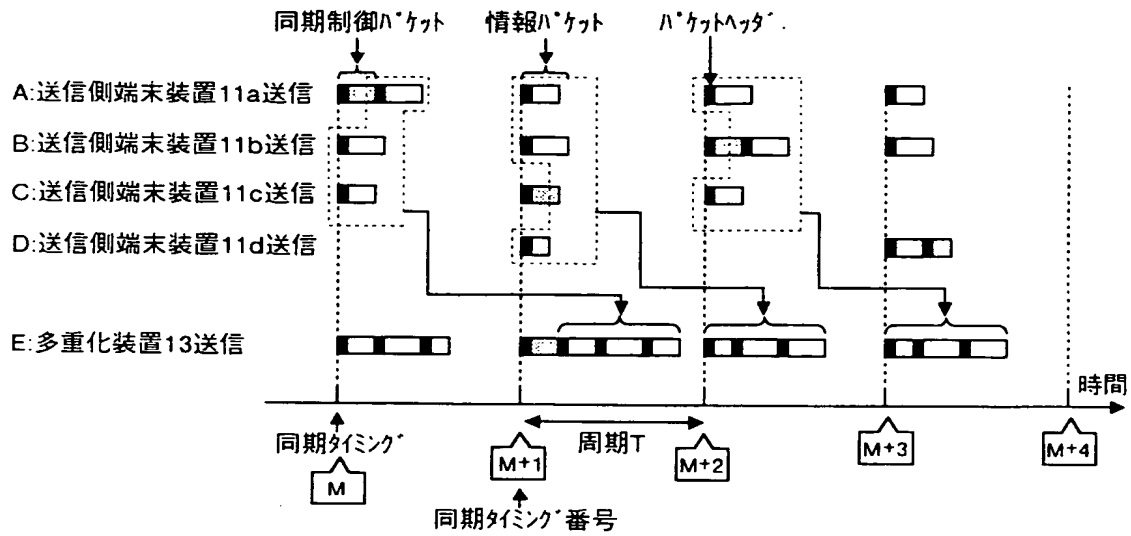 同期制御パケット 情報パケット パケットヘッダ
A:送信側端末装置11a送信
B:送信側端末装置11b送信
C:送信側端末装置11c送信
D:送信側端末装置11d送信
E:多重化装置13送信
時間
同期タイミング 周期T
M M+1 M+2 M+3 M+4
同期タイミング番号